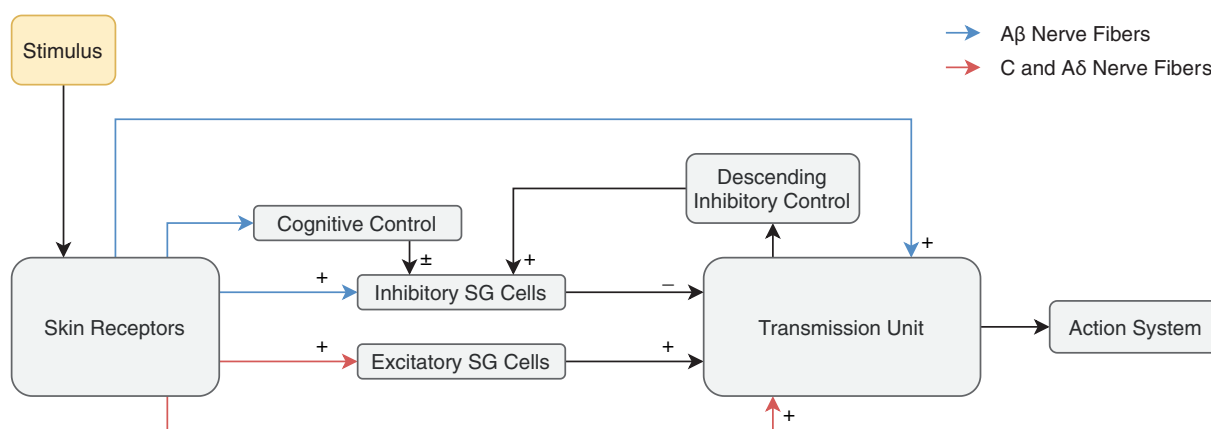 Stimulus
Aβ Nerve Fibers
C and Aδ Nerve Fibers
Descending
Inhibitory Control
Cognitive Control
+
±
+
+
Inhibitory SG Cells
–
Skin Receptors
Transmission Unit
Action System
+
Excitatory SG Cells
+
+